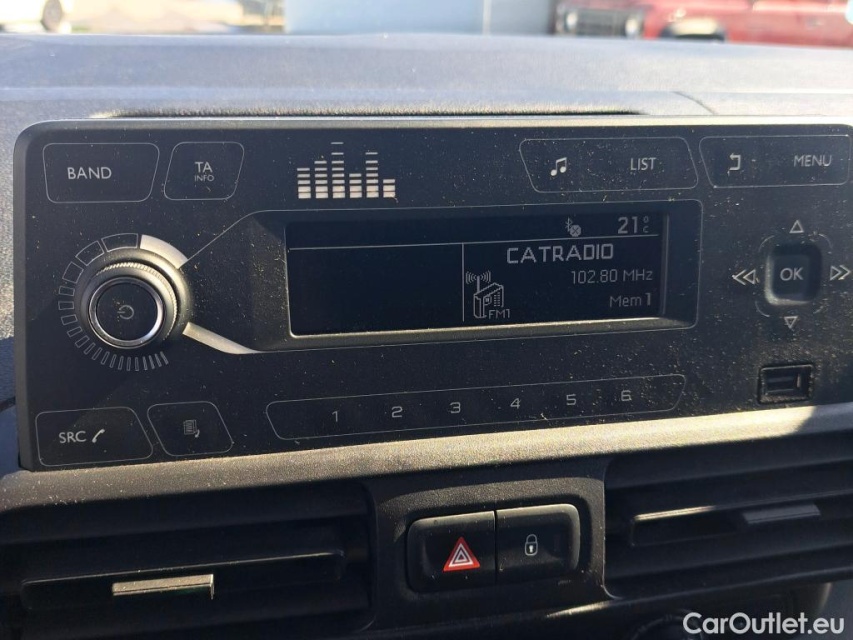 BAND
TA
INFO
LIST
MENU
21°C
CATRADIO
102.80 MHz
FM1
Mem 1
OK
1 2 3 4 5 6
SRC
CarOutlet.eu